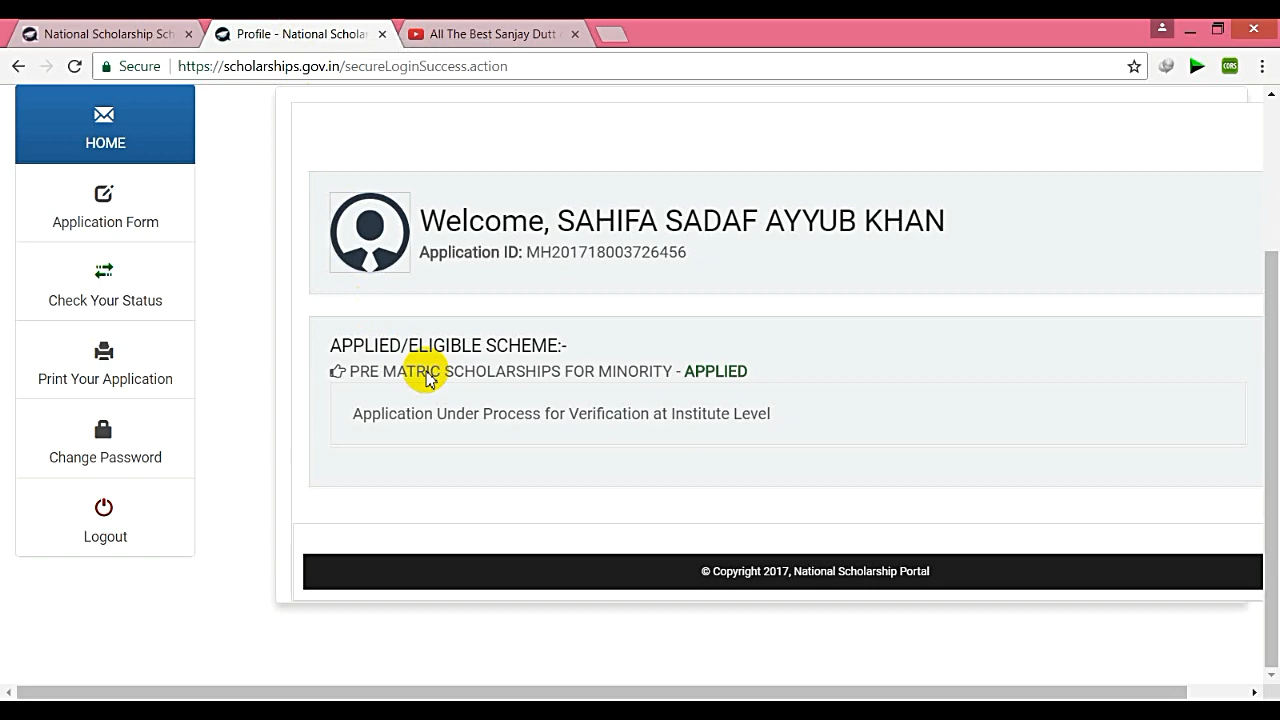 National Scholarship Sch
Profile - National Schola
All The Best Sanjay Dutt
Secure
https://scholarships.gov.in/secureLoginSuccess.action
CORS
HOME
Application Form
Check Your Status
Print Your Application
Change Password
Logout
Welcome, SAHIFA SADAF AYYUB KHAN
Application ID: MH201718003726456
APPLIED/ELIGIBLE SCHEME:-
PRE MATRIC SCHOLARSHIPS FOR MINORITY - APPLIED
Application Under Process for Verification at Institute Level
© Copyright 2017, National Scholarship Portal